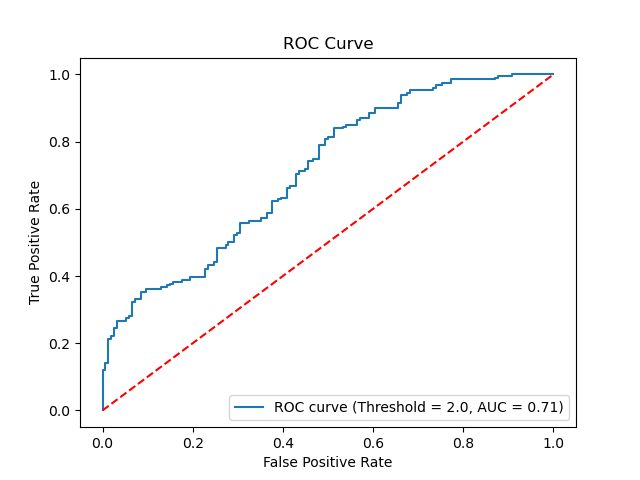 ROC Curve
True Positive Rate
1.0
0.8
0.6
0.4
0.2
0.0
ROC curve (Threshold = 2.0, AUC = 0.71)
0.0 0.2 0.4 0.6 0.8 1.0
False Positive Rate